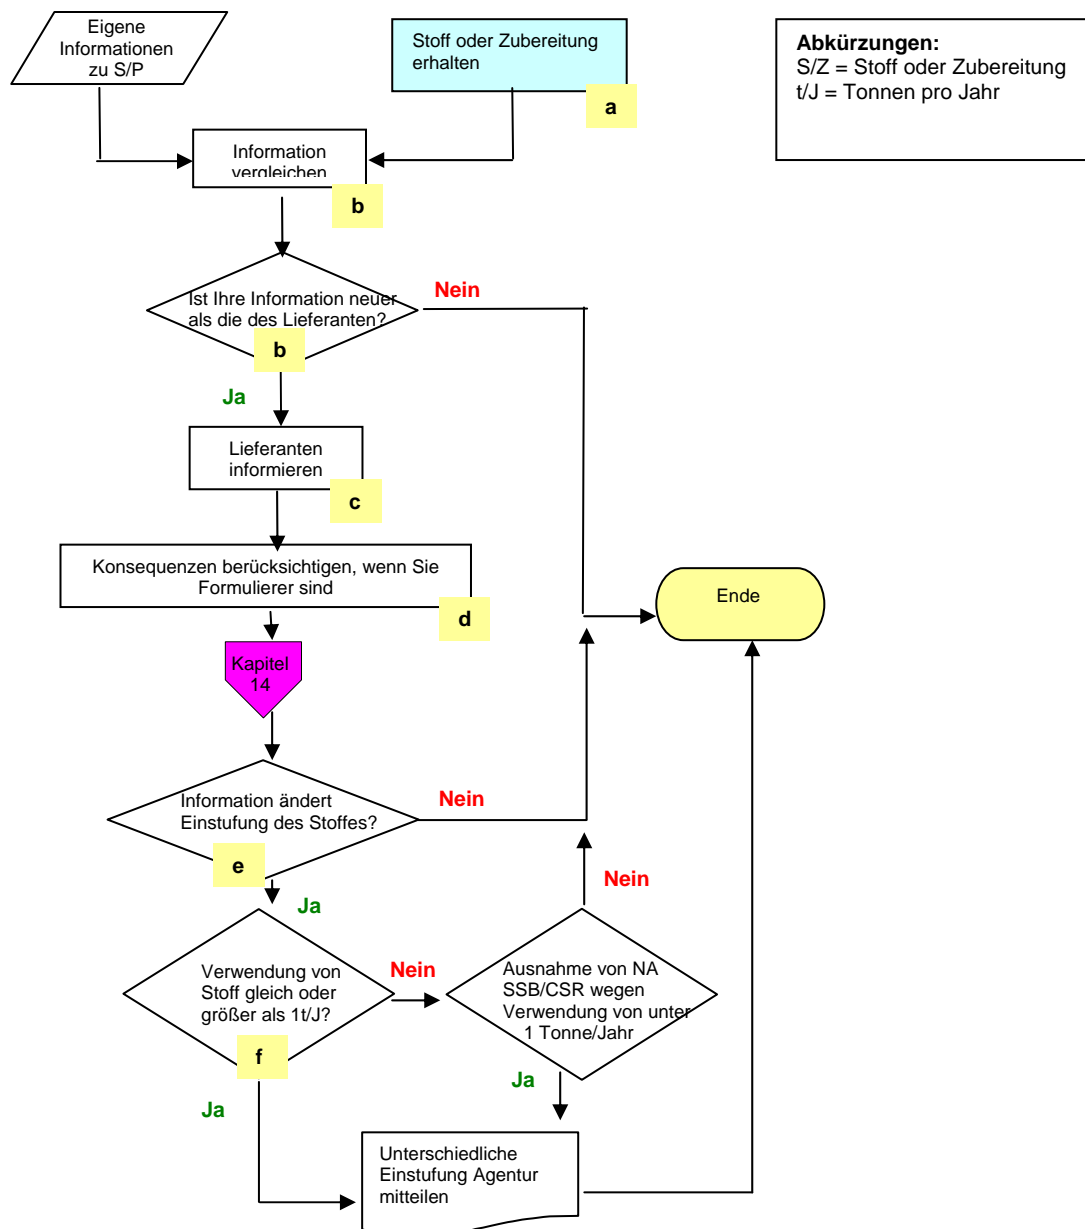 Eigene
Informationen
zu S/P
Stoff oder Zubereitung
erhalten
a
Abkürzungen:
S/Z = Stoff oder Zubereitung
t/J = Tonnen pro Jahr
Information
vergleichen
b
Ist Ihre Information neuer
als die des Lieferanten?
b
Nein
Ja
Lieferanten
informieren
c
Konsequenzen berücksichtigen, wenn Sie
Formulierer sind
d
Ende
Kapitel
14
Information ändert
Einstufung des Stoffes?
e
Nein
Nein
Ja
Verwendung von
Stoff gleich oder
größer als 1t/J?
f
Nein
Ausnahme von NA
SSB/CSR wegen
Verwendung von unter
1 Tonne/Jahr
Ja
Ja
Unterschiedliche
Einstufung Agentur
mitteilen